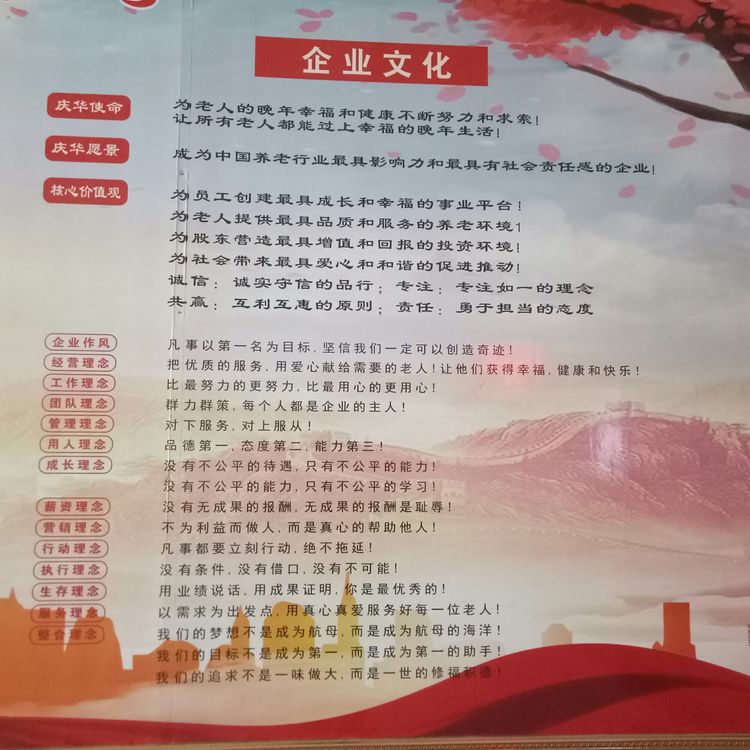 企业文化
庆华使命 为老人的晚年幸福和健康不断努力和求索!
让所有老人都能过上幸福的晚年生活!
庆华愿景 成为中国养老行业最具影响力和最具有社会责任感的企业!
核心价值观 为员工创建最具成长和幸福的事业平台!
为老人提供最具品质和服务的养老环境!
为股东营造最具增值和回报的投资环境!
为社会带来最具爱心和和谐的促进推动!
诚信: 诚实守信的品行; 专注: 专注如一的理念
共赢: 互利互惠的原则; 责任: 勇于担当的态度
企业作风 凡事以第一名为目标, 坚信我们一定可以创造奇迹!
经营理念 把优质的服务, 用爱心献给需要的老人! 让他们获得幸福, 健康和快乐!
工作理念 比最努力的更努力, 比最用心的更用心!
团队理念 群力群策, 每个人都是企业的主人!
管理理念 对下服务, 对上服从!
用人理念 品德第一, 态度第二, 能力第三!
成长理念 没有不公平的待遇, 只有不公平的能力!
没有不公平的能力, 只有不公平的学习!
薪资理念 没有无成果的报酬, 无成果的报酬是耻辱!
营销理念 不为利益而做人, 而是真心的帮助他人!
行动理念 凡事都要立刻行动, 绝不拖延!
执行理念 没有条件, 没有借口, 没有不可能!
生存理念 用业绩说话, 用成果证明, 你是最优秀的!
服务理念 以需求为出发点, 用真心真爱服务好每一位老人!
整合理念 我们的梦想不是成为航母, 而是成为航母的海洋!
我们的目标不是成为第一, 而是成为第一的助手!
我们的追求不是一味做大, 而是一世的修福积德!